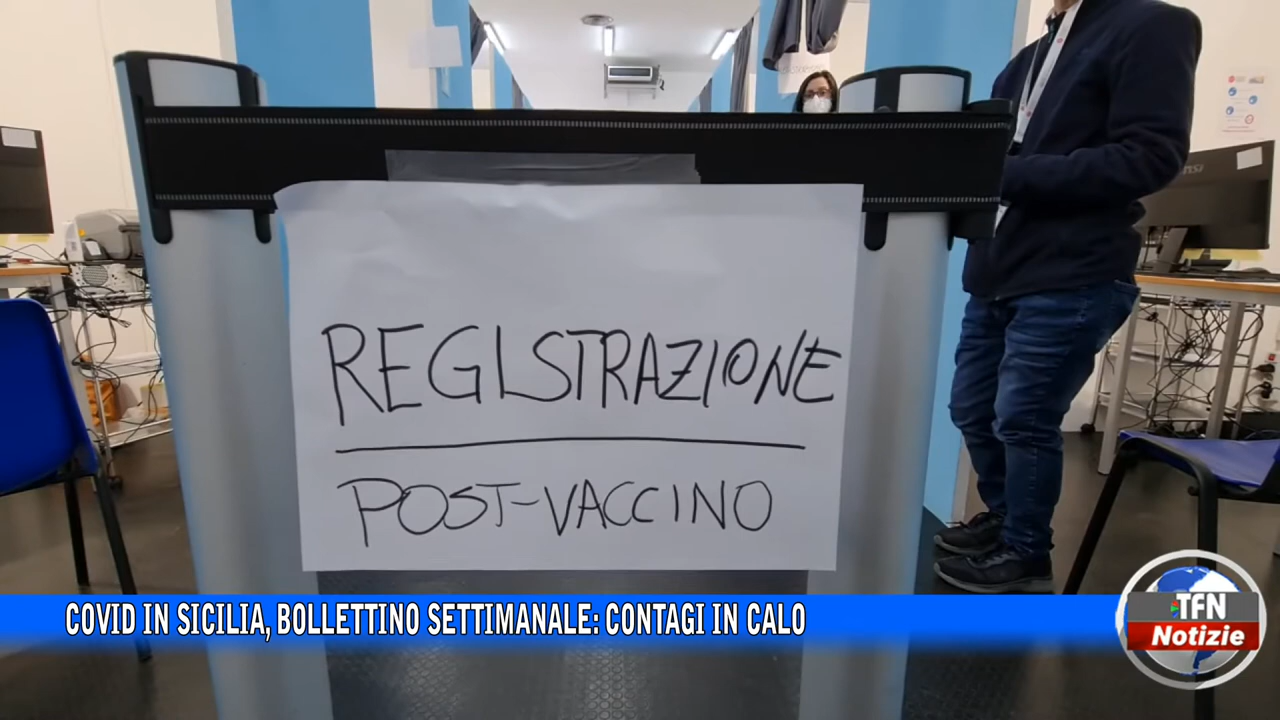 REGISTRAZIONE
POST-VACCINO
COVID IN SICILIA, BOLLETTINO SETTIMANALE: CONTAGI IN CALO
TFN
Notizie